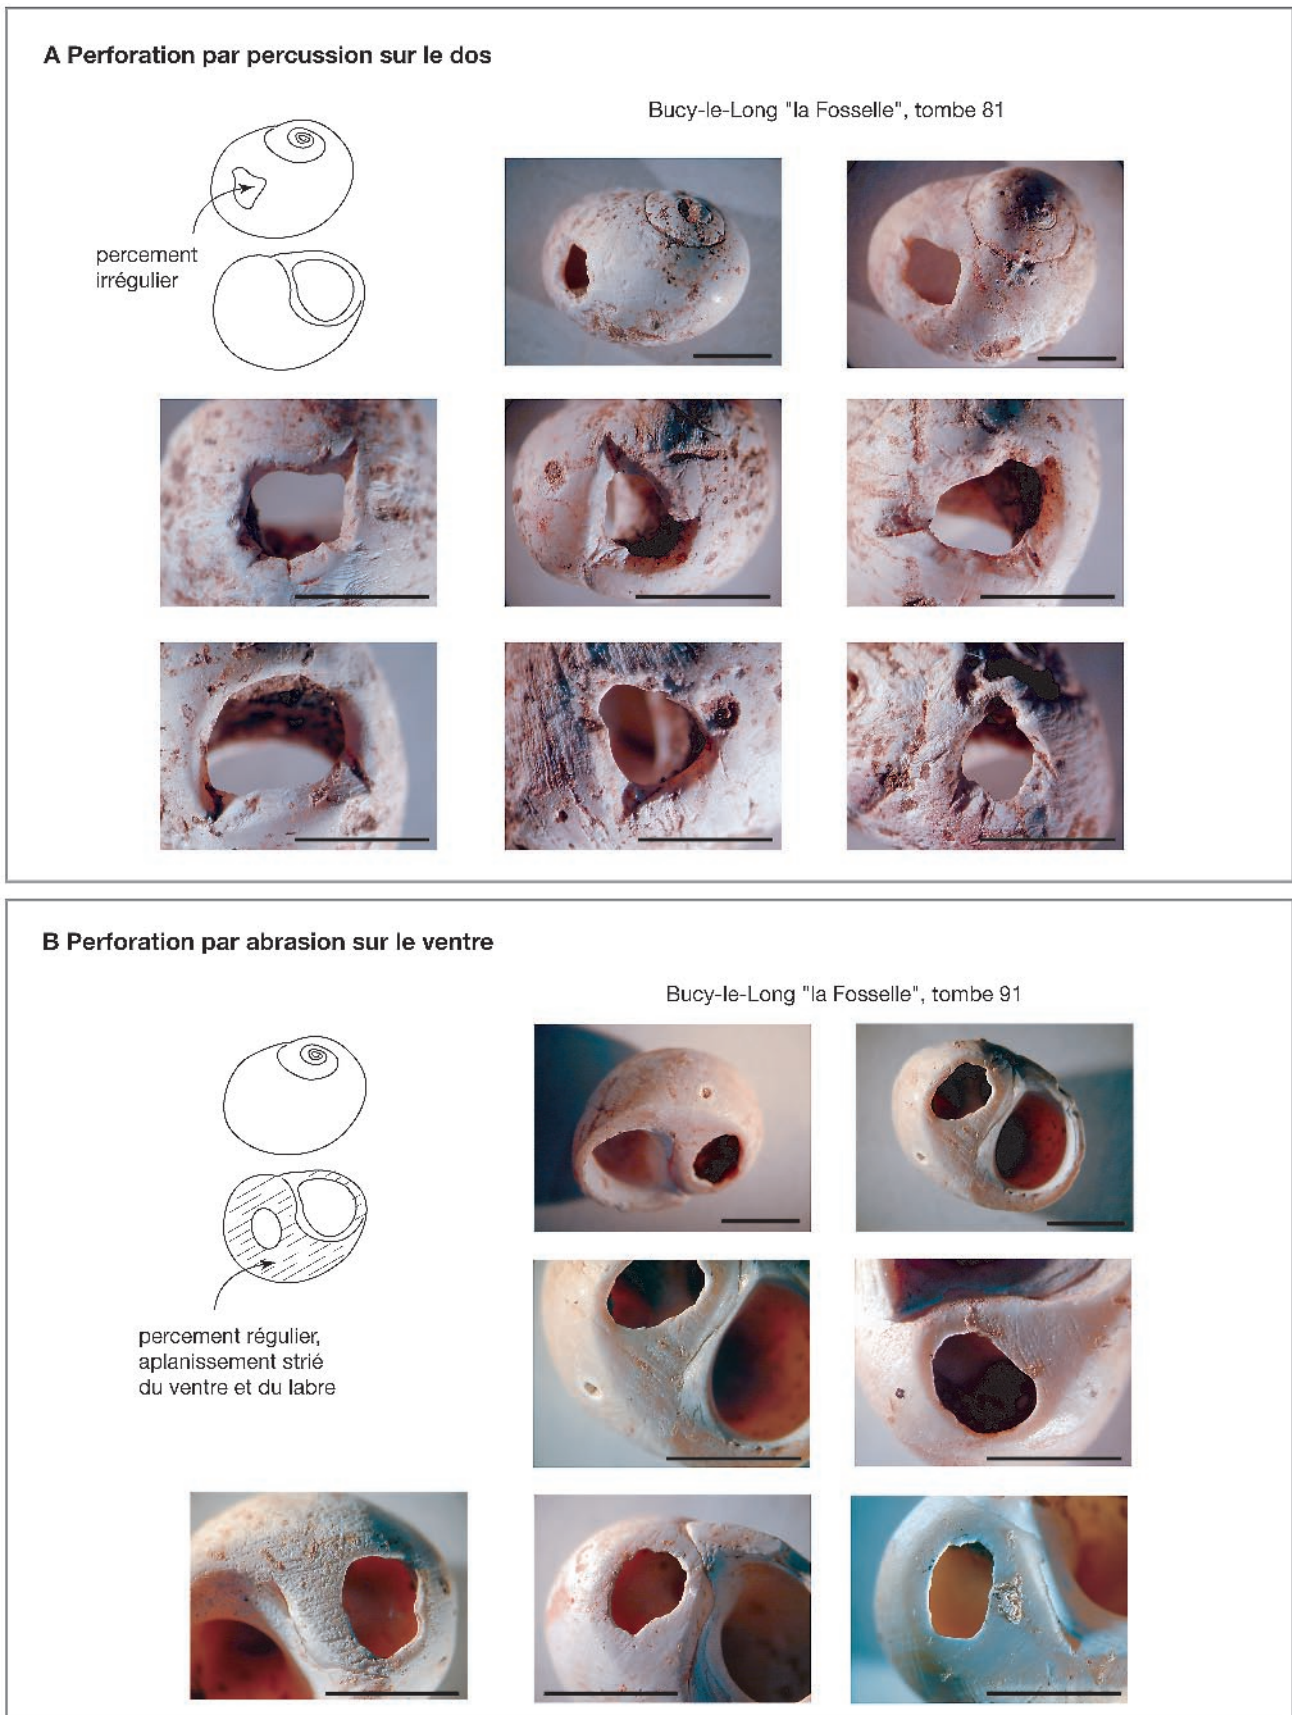 A Perforation par percussion sur le dos
Bucy-le-Long "la Fosselle", tombe 81
percement
irrégulier
B Perforation par abrasion sur le ventre
Bucy-le-Long "la Fosselle", tombe 91
percement régulier,
aplanissement strié
du ventre et du labre